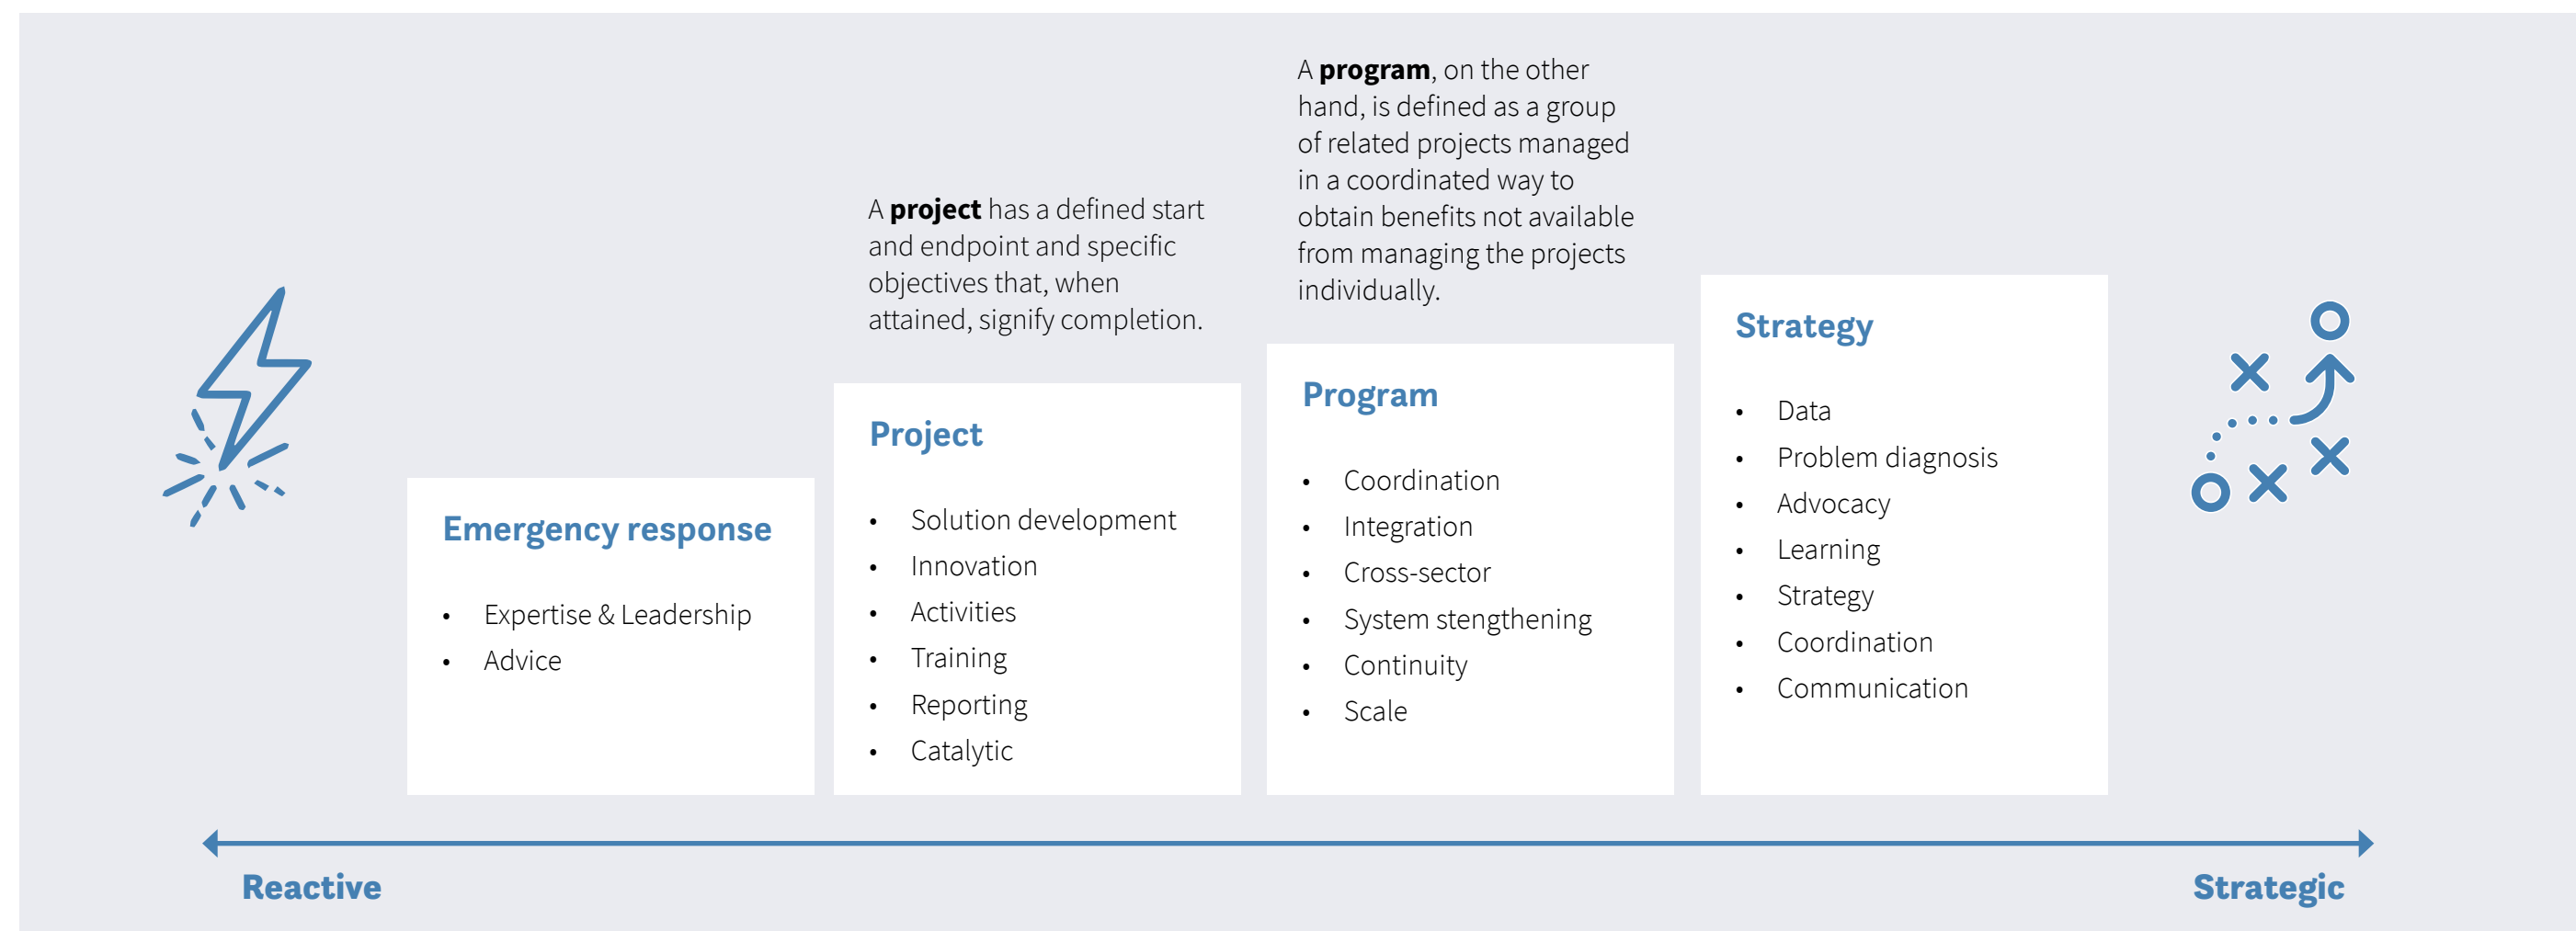 A project has a defined start
and endpoint and specific
objectives that, when
attained, signify completion.
A program, on the other
hand, is defined as a group
of related projects managed
in a coordinated way to
obtain benefits not available
from managing the projects
individually.
Emergency response
• Expertise & Leadership
• Advice
Project
• Solution development
• Innovation
• Activities
• Training
• Reporting
• Catalytic
Program
• Coordination
• Integration
• Cross-sector
• System stengthening
• Continuity
• Scale
Strategy
• Data
• Problem diagnosis
• Advocacy
• Learning
• Strategy
• Coordination
• Communication
Reactive
Strategic